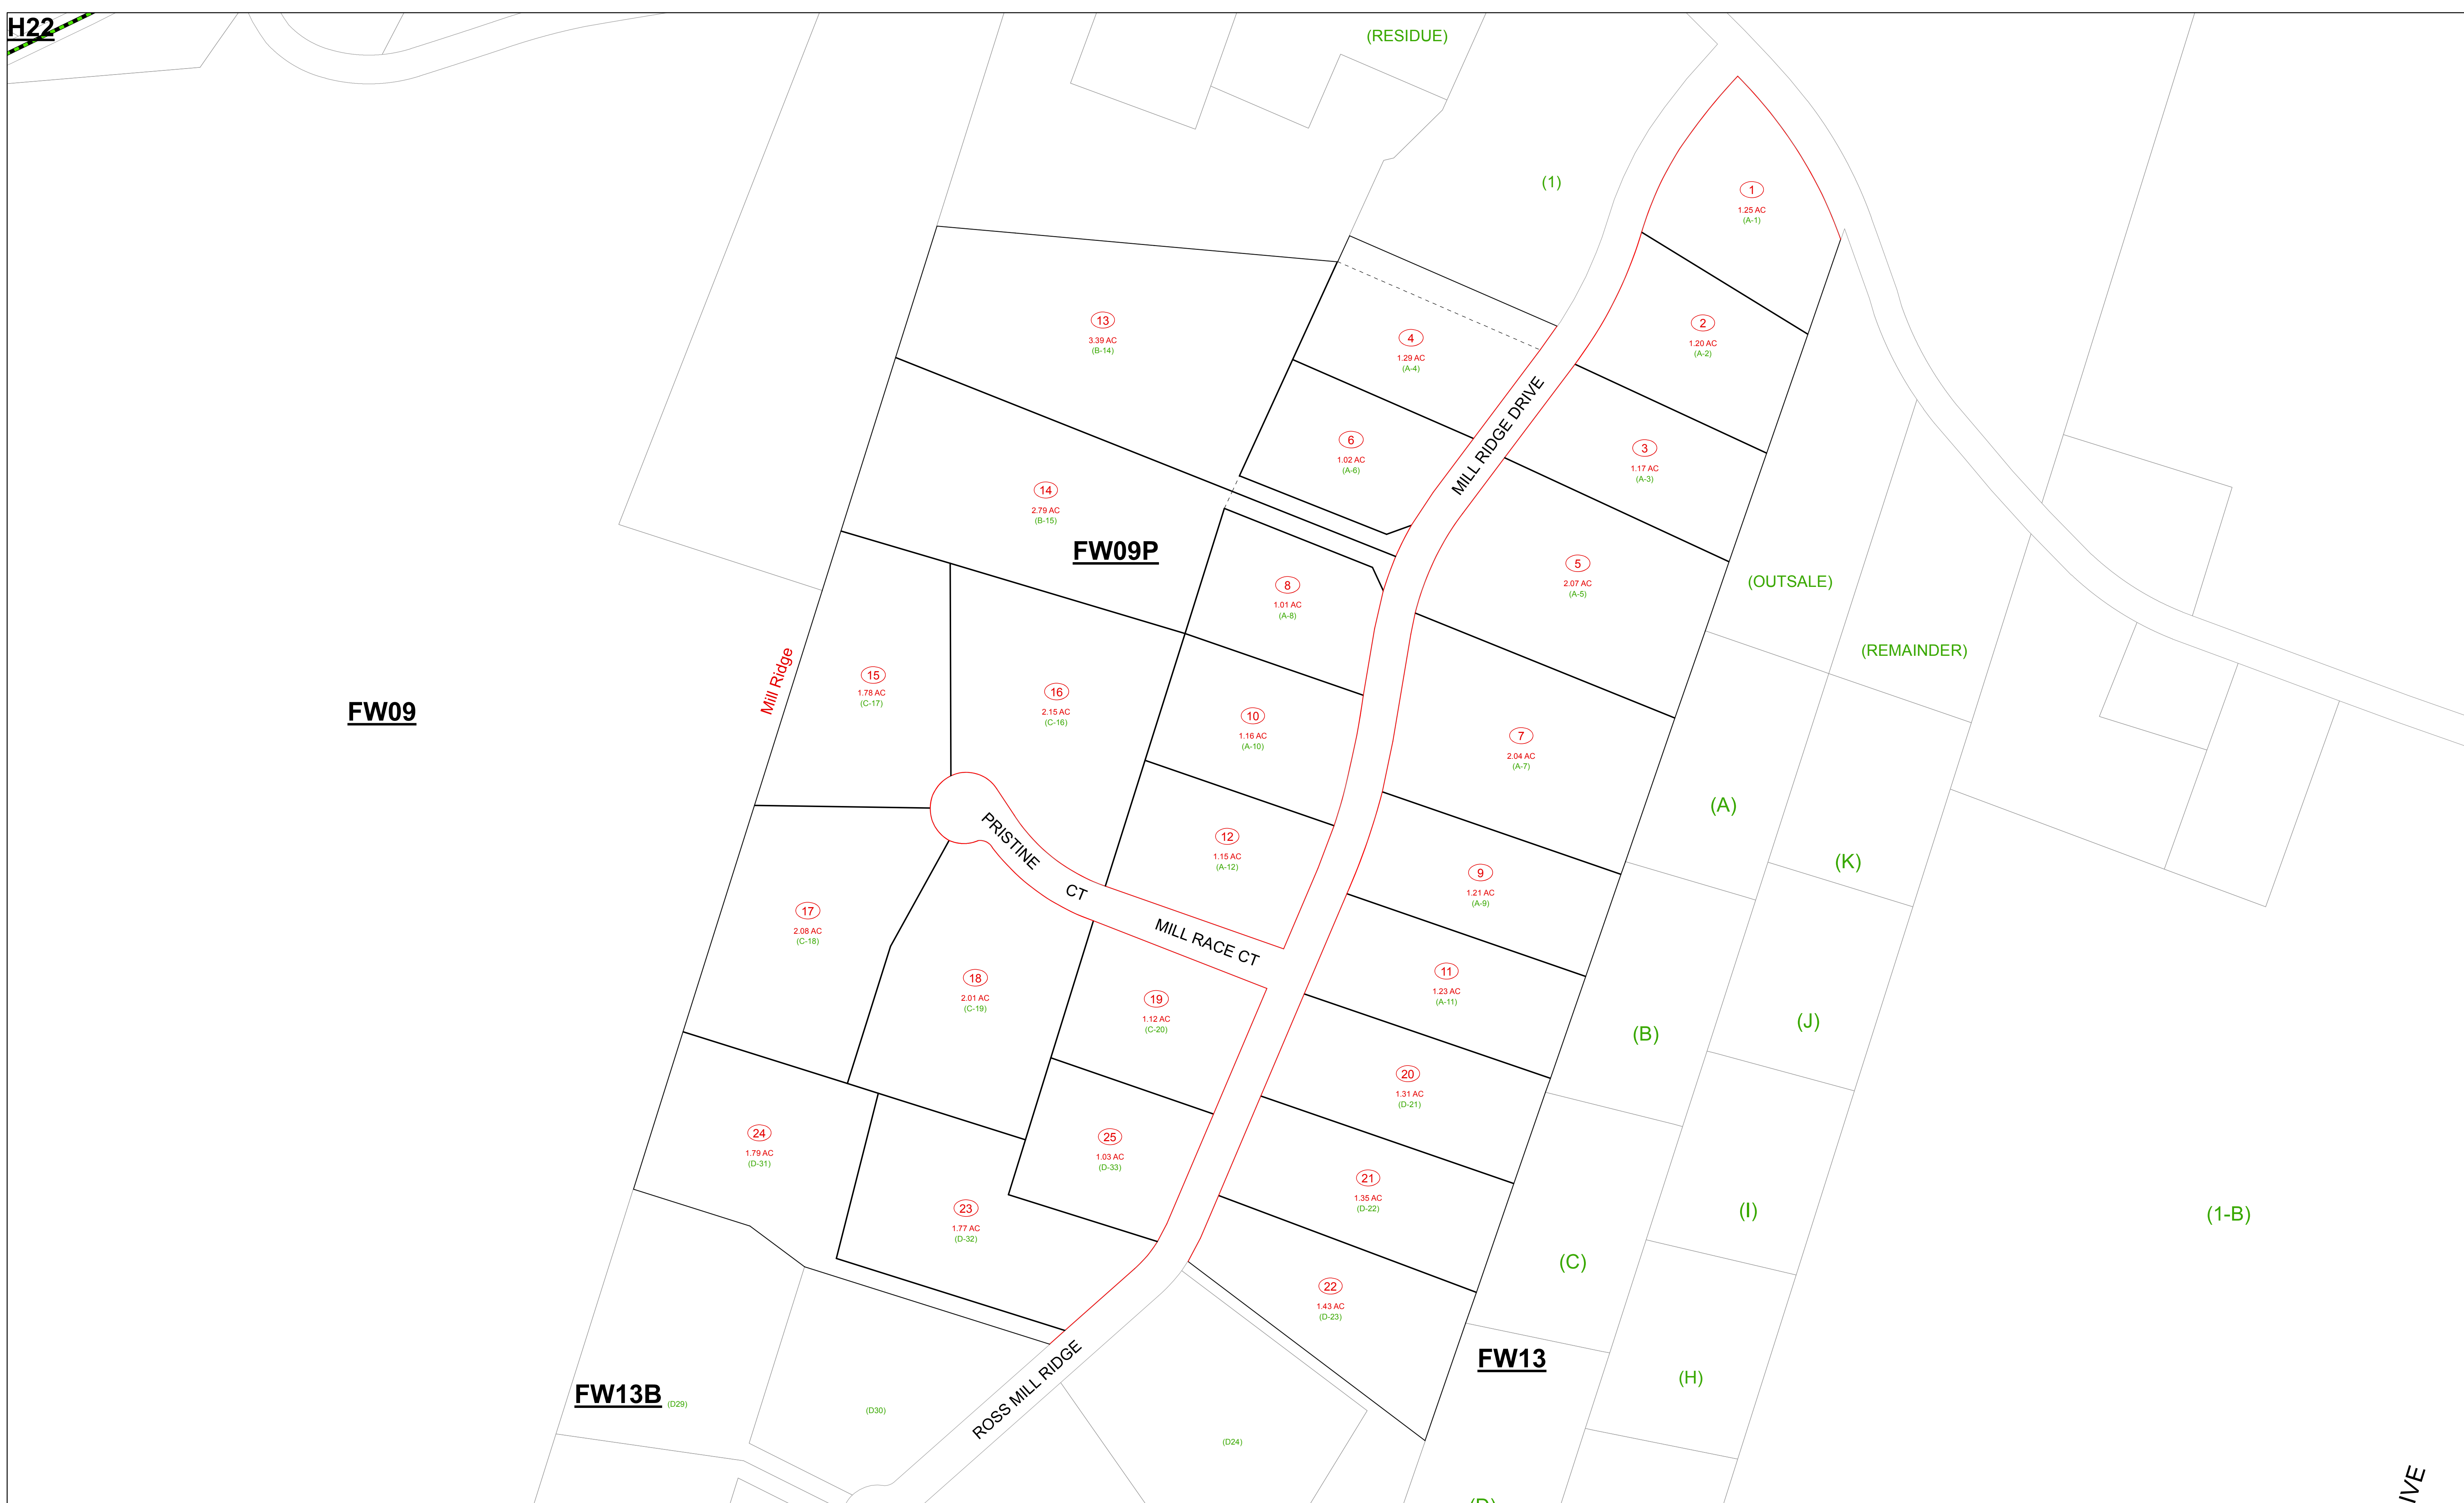 H22
(RESIDUE)
(1)
1
1.25 AC
(A-1)
13
3.39 AC
(B-14)
4
1.29 AC
(A-4)
2
1.20 AC
(A-2)
MILL RIDGE DRIVE
6
1.02 AC
(A-6)
3
1.17 AC
(A-3)
14
2.79 AC
(B-15)
FW09P
8
1.01 AC
(A-8)
5
2.07 AC
(A-5)
(OUTSALE)
(REMAINDER)
Mill Ridge
15
1.78 AC
(C-17)
16
2.15 AC
(C-16)
FW09
10
1.16 AC
(A-10)
7
2.04 AC
(A-7)
(A)
PRISTINE CT
12
1.15 AC
(A-12)
9
1.21 AC
(A-9)
(K)
MILL RACE CT
17
2.08 AC
(C-18)
18
2.01 AC
(C-19)
19
1.12 AC
(C-20)
11
1.23 AC
(A-11)
(B)
(J)
20
1.31 AC
(D-21)
24
1.79 AC
(D-31)
25
1.03 AC
(D-33)
21
1.35 AC
(D-22)
23
1.77 AC
(D-32)
(I)
(1-B)
(C)
22
1.43 AC
(D-23)
ROSS MILL RIDGE
FW13
(H)
FW13B
(D29)
(D30)
(D24)
IVE